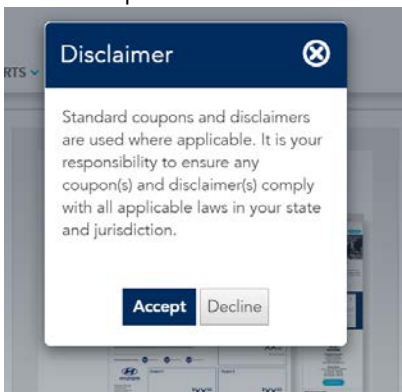 Disclaimer
RTS
Standard coupons and disclaimers
are used where applicable. It is your
responsibility to ensure any
coupon(s) and disclaimer(s) comply
with all applicable laws in your state
and jurisdiction.
Accept Decline